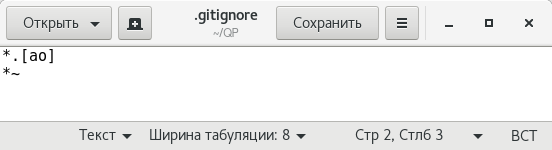 Открыть
.gitignore
~/QP
Сохранить
*.[ao]
*~
Текст
Ширина табуляции: 8
Стр 2, Стлб 3
ВСТ